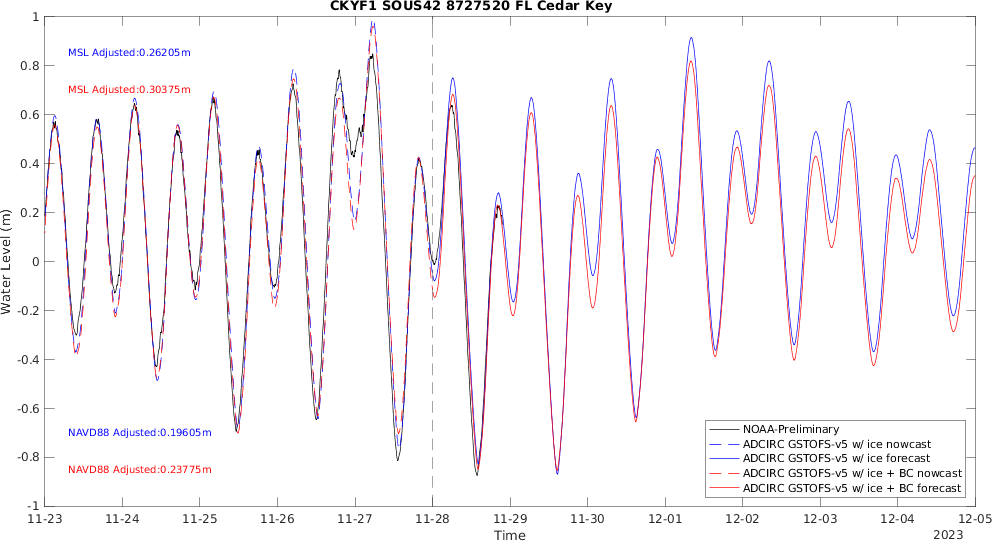 CKYF1 SOUS42 8727520 FL Cedar Key
MSL Adjusted:0.26205m
MSL Adjusted:0.30375m
NAVD88 Adjusted:0.19605m
NAVD88 Adjusted:0.23775m
Water Level (m)
1
0.8
0.6
0.4
0.2
0
-0.2
-0.4
-0.6
-0.8
-1
NOAA-Preliminary
ADCIRC GSTOFS-v5 w/ ice nowcast
ADCIRC GSTOFS-v5 w/ ice forecast
ADCIRC GSTOFS-v5 w/ ice + BC nowcast
ADCIRC GSTOFS-v5 w/ ice + BC forecast
11-23 11-24 11-25 11-26 11-27 11-28 11-29 11-30 12-01 12-02 12-03 12-04 12-05
Time
2023